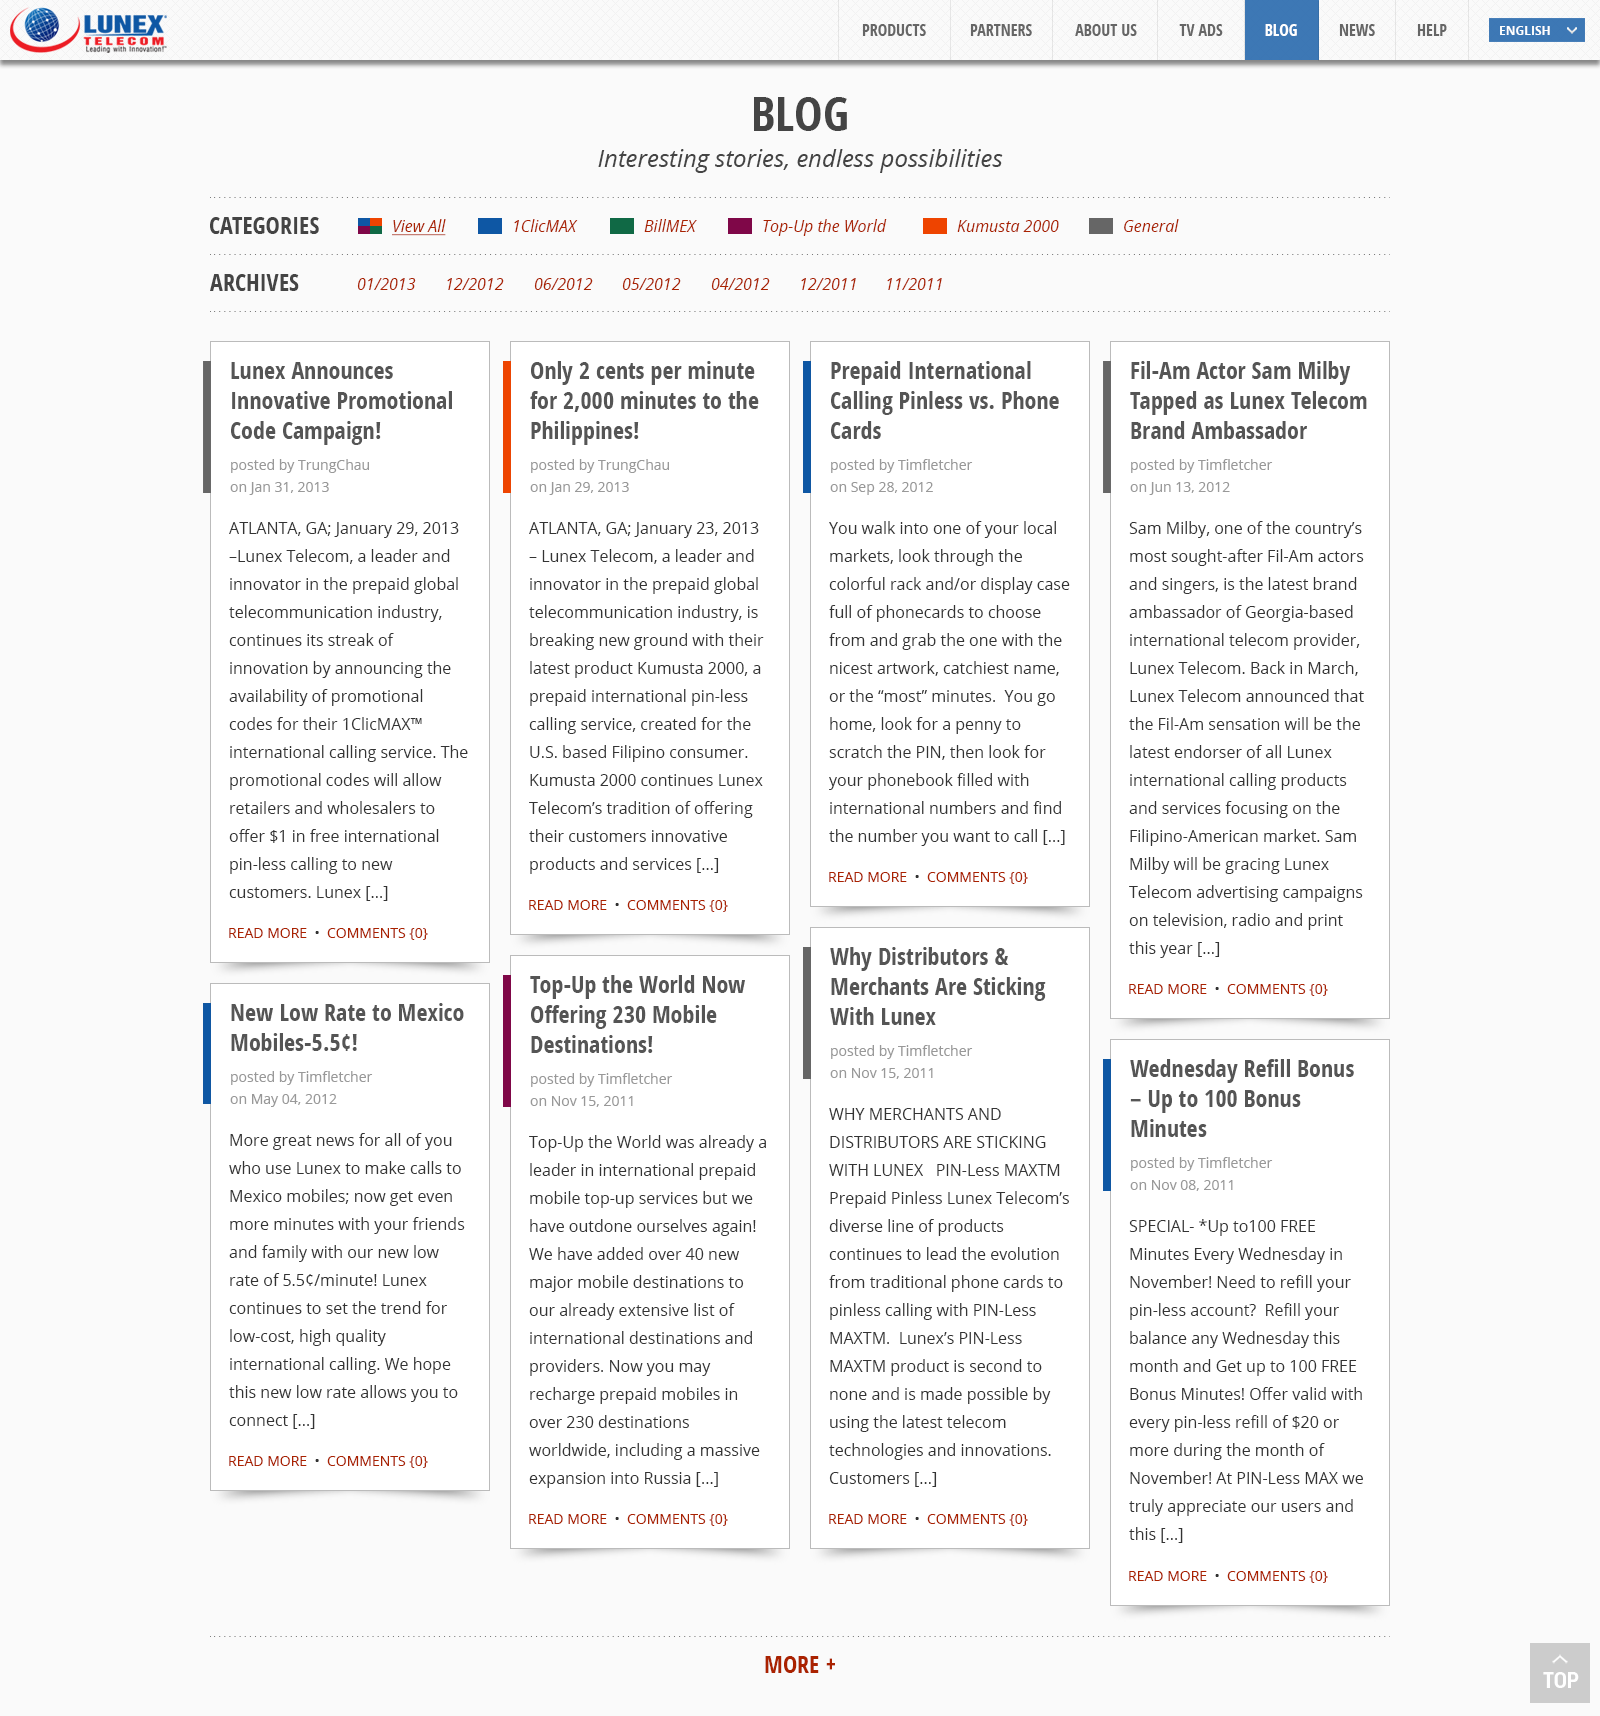 LUNEX
TELECOM
Leading with Innovation!
PRODUCTS
PARTNERS
ABOUT US
TV ADS
BLOG
NEWS
HELP
ENGLISH
BLOG
Interesting stories, endless possibilities
CATEGORIES
View All
1ClicMAX
BillMEX
Top-Up the World
Kumusta 2000
General
ARCHIVES
01/2013
12/2012
06/2012
05/2012
04/2012
12/2011
11/2011
Lunex Announces
Innovative Promotional
Code Campaign!
posted by TrungChau
on Jan 31, 2013
ATLANTA, GA; January 29, 2013
–Lunex Telecom, a leader and
innovator in the prepaid global
telecommunication industry,
continues its streak of
innovation by announcing the
availability of promotional
codes for their 1ClicMAX™
international calling service. The
promotional codes will allow
retailers and wholesalers to
offer $1 in free international
pin-less calling to new
customers. Lunex [...]
READ MORE • COMMENTS {0}
Only 2 cents per minute
for 2,000 minutes to the
Philippines!
posted by TrungChau
on Jan 29, 2013
ATLANTA, GA; January 23, 2013
– Lunex Telecom, a leader and
innovator in the prepaid global
telecommunication industry, is
breaking new ground with their
latest product Kumusta 2000, a
prepaid international pin-less
calling service, created for the
U.S. based Filipino consumer.
Kumusta 2000 continues Lunex
Telecom’s tradition of offering
their customers innovative
products and services [...]
READ MORE • COMMENTS {0}
Prepaid International
Calling Pinless vs. Phone
Cards
posted by Timfletcher
on Sep 28, 2012
You walk into one of your local
markets, look through the
colorful rack and/or display case
full of phonecards to choose
from and grab the one with the
nicest artwork, catchiest name,
or the “most” minutes.  You go
home, look for a penny to
scratch the PIN, then look for
your phonebook filled with
international numbers and find
the number you want to call [...]
READ MORE • COMMENTS {0}
Fil-Am Actor Sam Milby
Tapped as Lunex Telecom
Brand Ambassador
posted by Timfletcher
on Jun 13, 2012
Sam Milby, one of the country’s
most sought-after Fil-Am actors
and singers, is the latest brand
ambassador of Georgia-based
international telecom provider,
Lunex Telecom. Back in March,
Lunex Telecom announced that
the Fil-Am sensation will be the
latest endorser of all Lunex
international calling products
and services focusing on the
Filipino-American market. Sam
Milby will be gracing Lunex
Telecom advertising campaigns
on television, radio and print
this year [...]
READ MORE • COMMENTS {0}
New Low Rate to Mexico
Mobiles-5.5¢!
posted by Timfletcher
on May 04, 2012
More great news for all of you
who use Lunex to make calls to
Mexico mobiles; now get even
more minutes with your friends
and family with our new low
rate of 5.5¢/minute! Lunex
continues to set the trend for
low-cost, high quality
international calling. We hope
this new low rate allows you to
connect [...]
READ MORE • COMMENTS {0}
Top-Up the World Now
Offering 230 Mobile
Destinations!
posted by Timfletcher
on Nov 15, 2011
Top-Up the World was already a
leader in international prepaid
mobile top-up services but we
have outdone ourselves again!
We have added over 40 new
major mobile destinations to
our already extensive list of
international destinations and
providers. Now you may
recharge prepaid mobiles in
over 230 destinations
worldwide, including a massive
expansion into Russia [...]
READ MORE • COMMENTS {0}
Why Distributors &
Merchants Are Sticking
With Lunex
posted by Timfletcher
on Nov 15, 2011
WHY MERCHANTS AND
DISTRIBUTORS ARE STICKING
WITH LUNEX   PIN-Less MAXTM
Prepaid Pinless Lunex Telecom’s
diverse line of products
continues to lead the evolution
from traditional phone cards to
pinless calling with PIN-Less
MAXTM.  Lunex’s PIN-Less
MAXTM product is second to
none and is made possible by
using the latest telecom
technologies and innovations.
Customers [...]
READ MORE • COMMENTS {0}
Wednesday Refill Bonus
– Up to 100 Bonus
Minutes
posted by Timfletcher
on Nov 08, 2011
SPECIAL- *Up to100 FREE
Minutes Every Wednesday in
November! Need to refill your
pin-less account?  Refill your
balance any Wednesday this
month and Get up to 100 FREE
Bonus Minutes! Offer valid with
every pin-less refill of $20 or
more during the month of
November! At PIN-Less MAX we
truly appreciate our users and
this [...]
READ MORE • COMMENTS {0}
MORE +
TOP